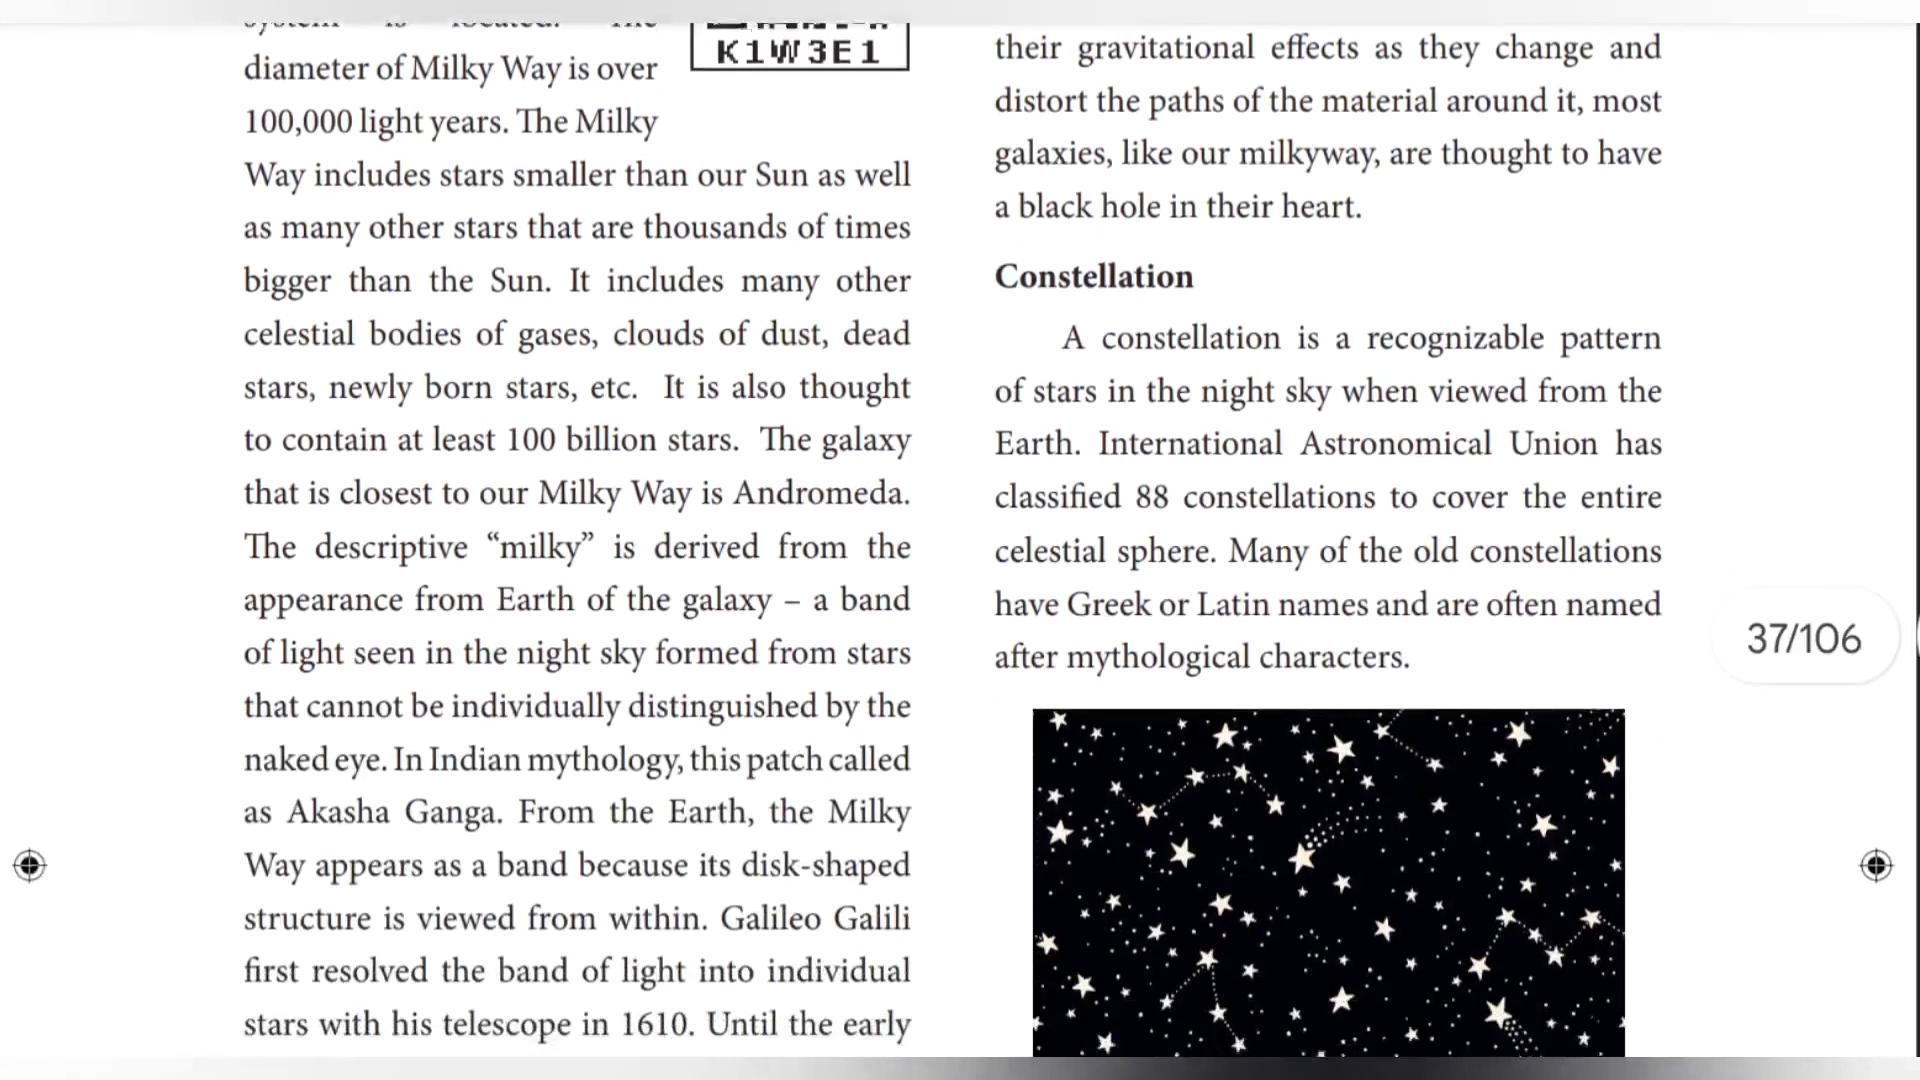 diameter of Milky Way is over
100,000 light years. The Milky
Way includes stars smaller than our Sun as well
as many other stars that are thousands of times
bigger than the Sun. It includes many other
celestial bodies of gases, clouds of dust, dead
stars, newly born stars, etc. It is also thought
to contain at least 100 billion stars. The galaxy
that is closest to our Milky Way is Andromeda.
The descriptive “milky” is derived from the
appearance from Earth of the galaxy – a band
of light seen in the night sky formed from stars
that cannot be individually distinguished by the
naked eye. In Indian mythology, this patch called
as Akasha Ganga. From the Earth, the Milky
Way appears as a band because its disk-shaped
structure is viewed from within. Galileo Galili
first resolved the band of light into individual
stars with his telescope in 1610. Until the early
K1W3E1
their gravitational effects as they change and
distort the paths of the material around it, most
galaxies, like our milkyway, are thought to have
a black hole in their heart.
Constellation
A constellation is a recognizable pattern
of stars in the night sky when viewed from the
Earth. International Astronomical Union has
classified 88 constellations to cover the entire
celestial sphere. Many of the old constellations
have Greek or Latin names and are often named
after mythological characters.
37/106